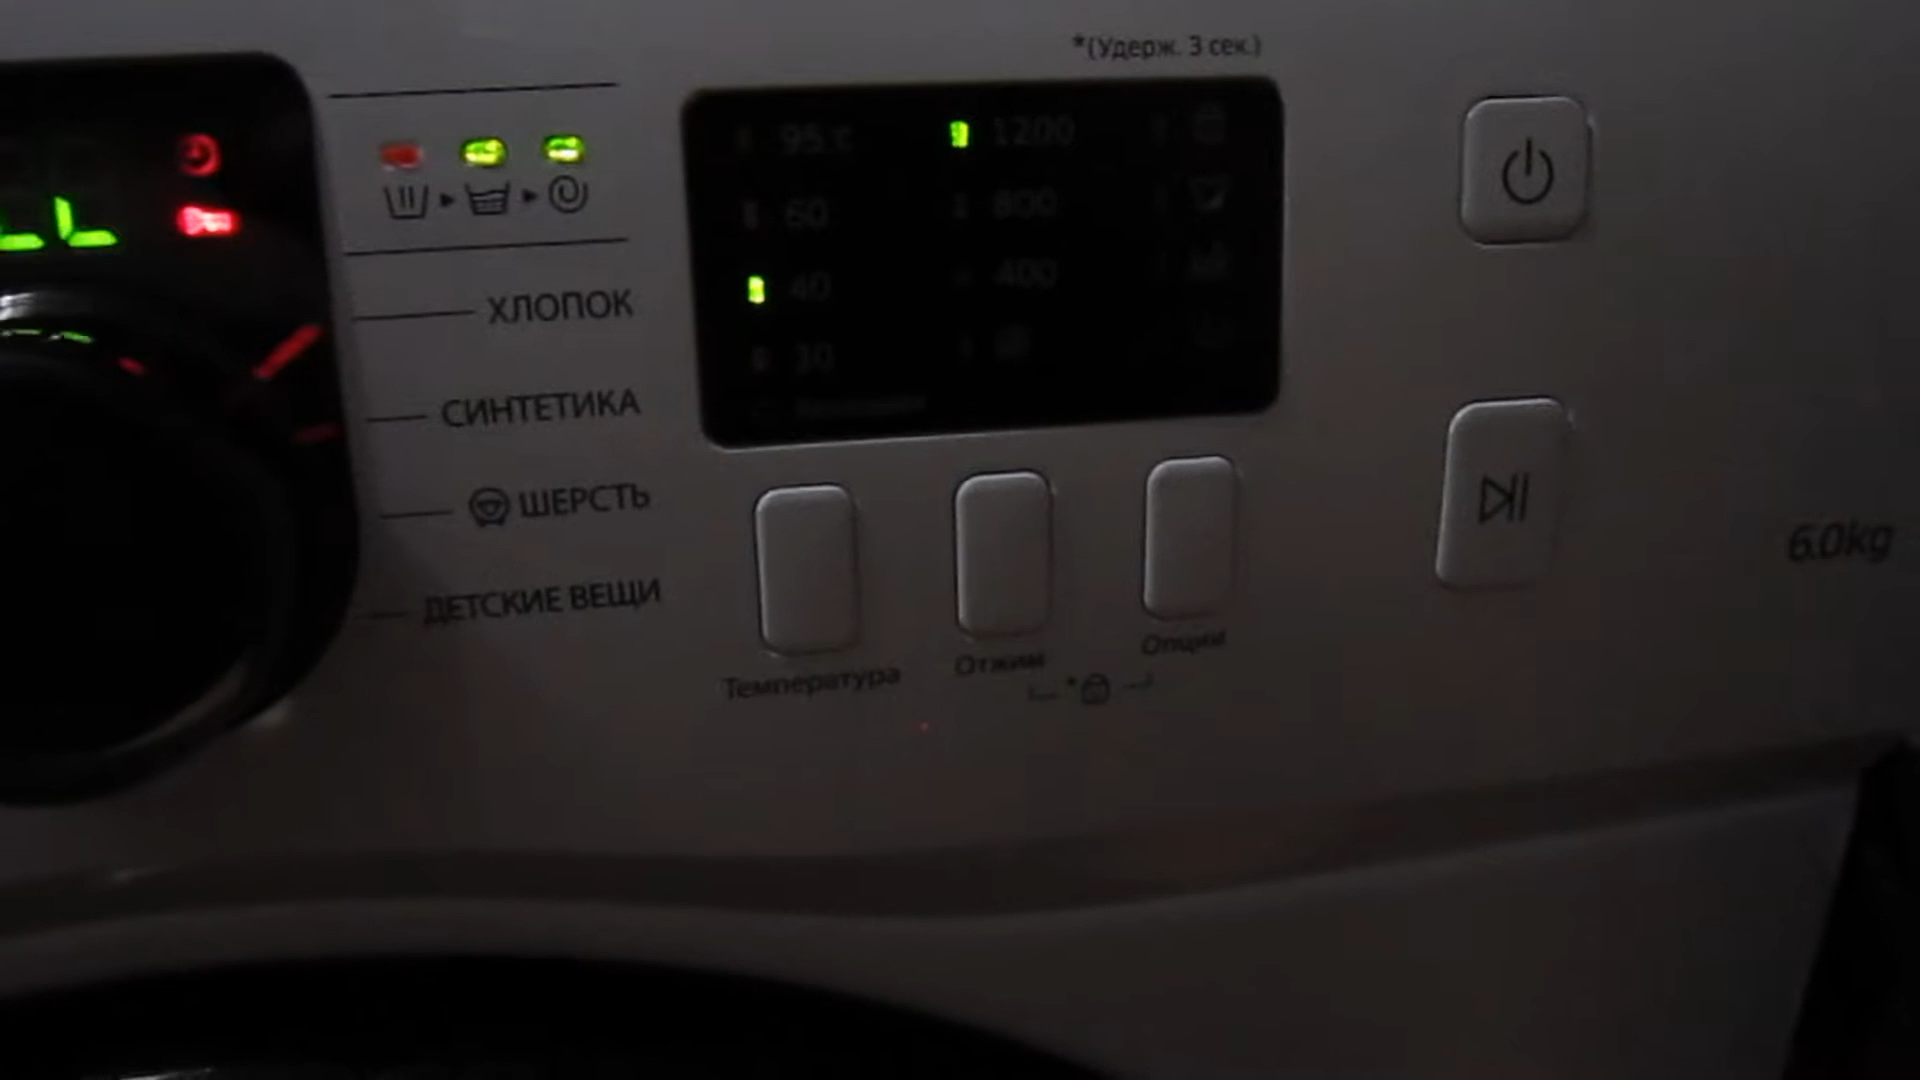 *(Удерж. 3 сек.)
95˚c
1200
60
800
40
400
30
ХЛОПОК
СИНТЕТИКА
ШЕРСТЬ
ДЕТСКИЕ ВЕЩИ
Температура
Отжим
Опции
6.0kg